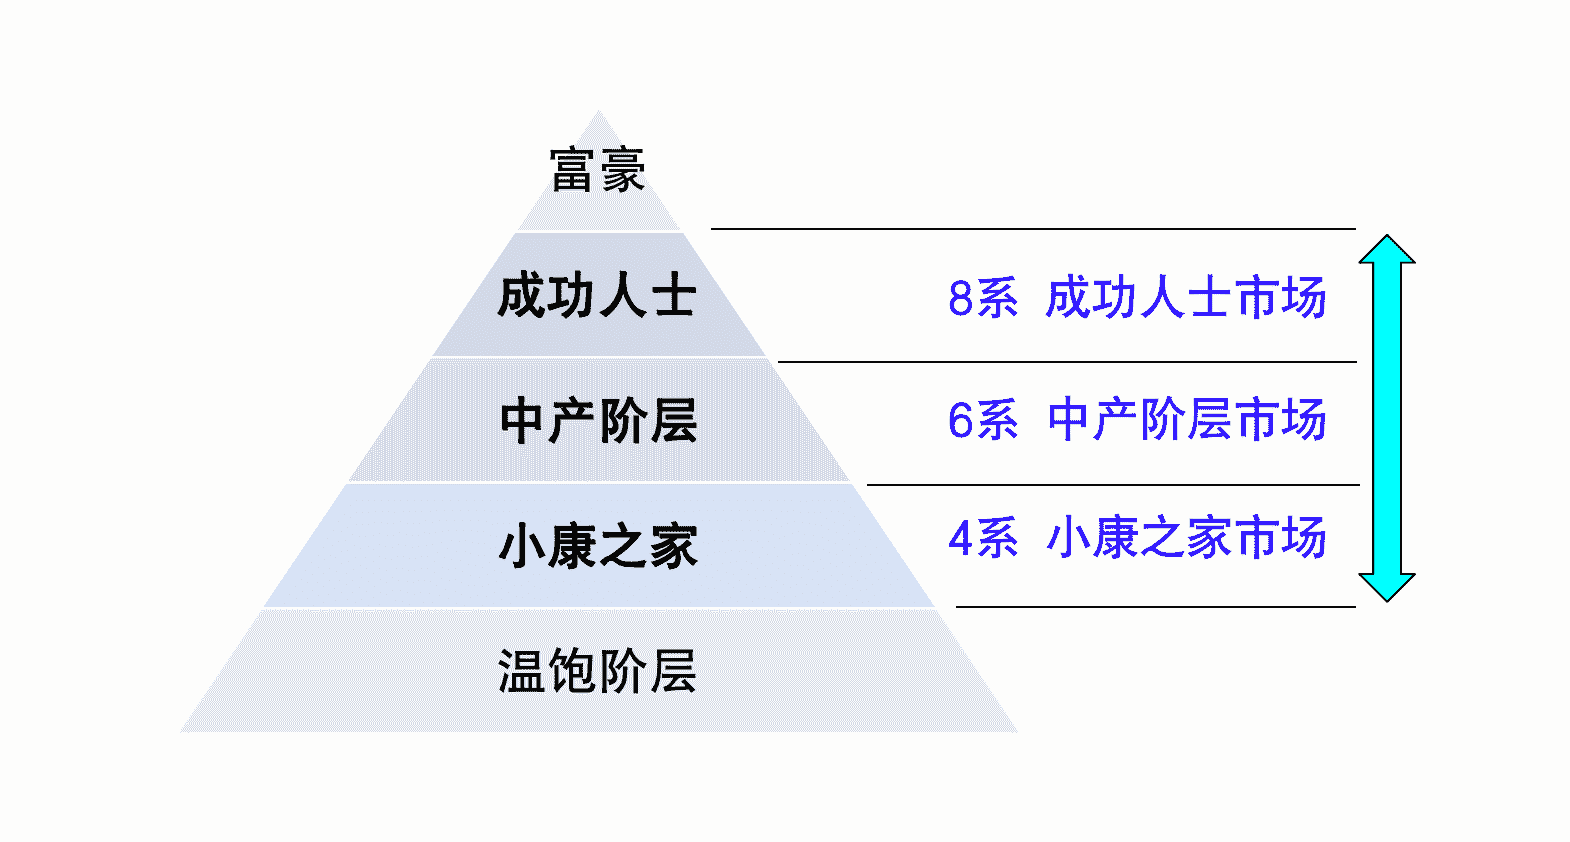 富豪
成功人士
8系 成功人士市场
中产阶层
6系 中产阶层市场
小康之家
4系 小康之家市场
温饱阶层